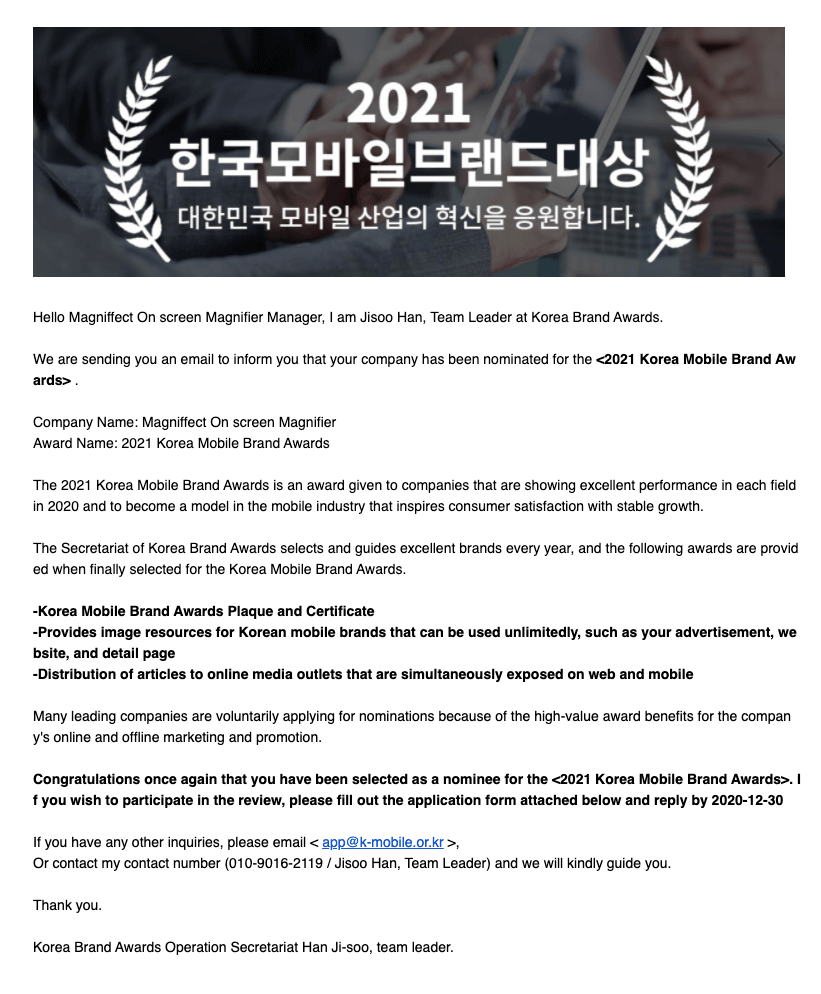 2021
한국모바일브랜드대상
대한민국 모바일 산업의 혁신을 응원합니다.
Hello Magniffect On screen Magnifier Manager, I am Jisoo Han, Team Leader at Korea Brand Awards.
We are sending you an email to inform you that your company has been nominated for the <2021 Korea Mobile Brand Aw
ards> .
Company Name: Magniffect On screen Magnifier
Award Name: 2021 Korea Mobile Brand Awards
The 2021 Korea Mobile Brand Awards is an award given to companies that are showing excellent performance in each field
in 2020 and to become a model in the mobile industry that inspires consumer satisfaction with stable growth.
The Secretariat of Korea Brand Awards selects and guides excellent brands every year, and the following awards are provid
ed when finally selected for the Korea Mobile Brand Awards.
-Korea Mobile Brand Awards Plaque and Certificate
-Provides image resources for Korean mobile brands that can be used unlimitedly, such as your advertisement, we
bsite, and detail page
-Distribution of articles to online media outlets that are simultaneously exposed on web and mobile
Many leading companies are voluntarily applying for nominations because of the high-value award benefits for the compan
y's online and offline marketing and promotion.
Congratulations once again that you have been selected as a nominee for the <2021 Korea Mobile Brand Awards>. I
f you wish to participate in the review, please fill out the application form attached below and reply by 2020-12-30
If you have any other inquiries, please email < app@k-mobile.or.kr >,
Or contact my contact number (010-9016-2119 / Jisoo Han, Team Leader) and we will kindly guide you.
Thank you.
Korea Brand Awards Operation Secretariat Han Ji-soo, team leader.